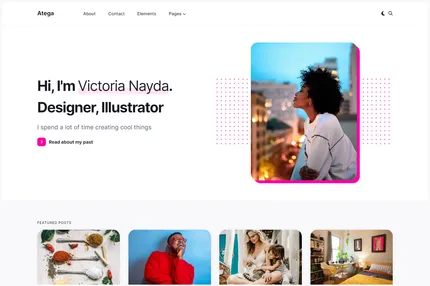 Atega
About Contact Elements Pages
Hi, I'm Victoria Nayda.
Designer, Illustrator
I spend a lot of time creating cool things
Read about my past
FEATURED POSTS